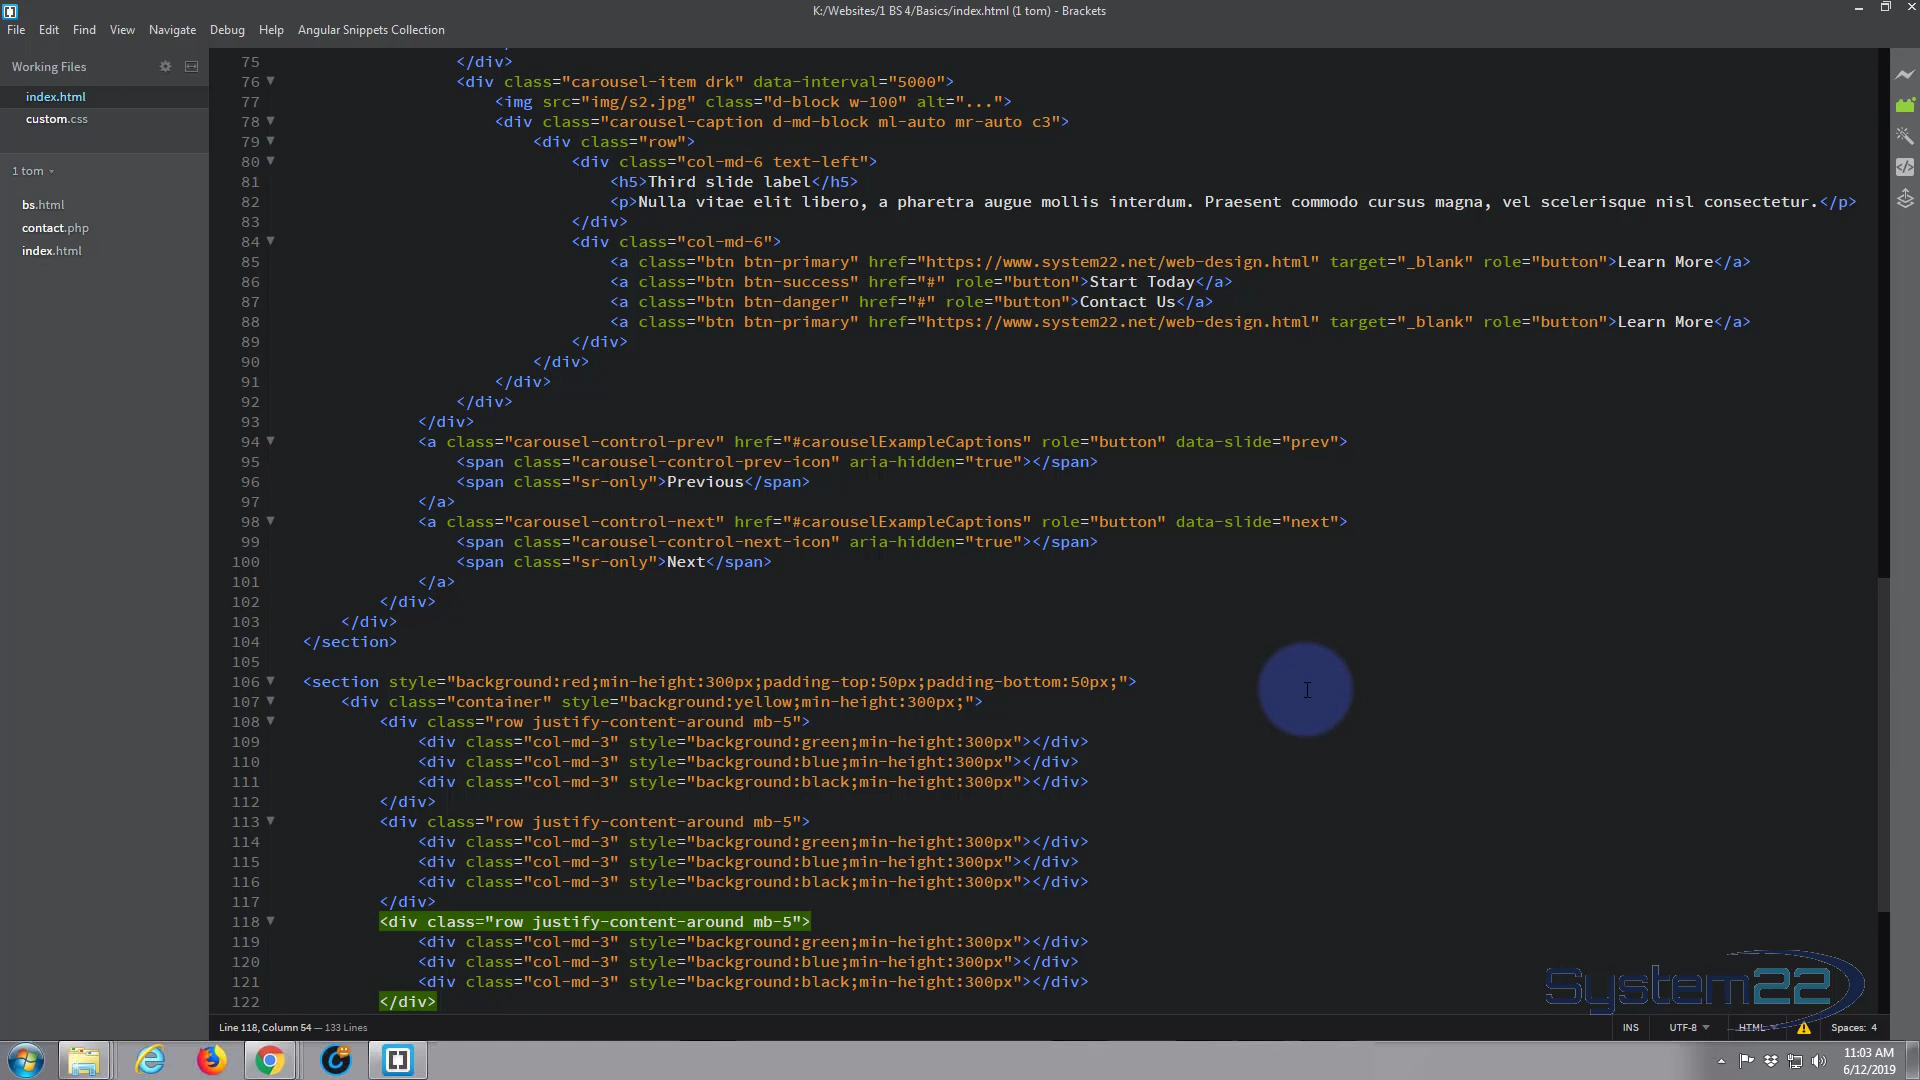 K:/Websites/1 BS 4/Basics/index.html (1 tom) - Brackets
File Edit Find View Navigate Debug Help Angular Snippets Collection
Working Files
index.html
custom.css
1 tom
bs.html
contact.php
index.html
75 </div>
76 <div class="carousel-item drk" data-interval="5000">
77 <img src="img/s2.jpg" class="d-block w-100" alt="...">
78 <div class="carousel-caption d-md-block ml-auto mr-auto c3">
79 <div class="row">
80 <div class="col-md-6 text-left">
81 <h5>Third slide label</h5>
82 <p>Nulla vitae elit libero, a pharetra augue mollis interdum. Praesent commodo cursus magna, vel scelerisque nisl consectetur.</p>
83 </div>
84 <div class="col-md-6">
85 <a class="btn btn-primary" href="https://www.system22.net/web-design.html" target="_blank" role="button">Learn More</a>
86 <a class="btn btn-success" href="#" role="button">Start Today</a>
87 <a class="btn btn-danger" href="#" role="button">Contact Us</a>
88 <a class="btn btn-primary" href="https://www.system22.net/web-design.html" target="_blank" role="button">Learn More</a>
89 </div>
90 </div>
91 </div>
92 </div>
93 </div>
94 <a class="carousel-control-prev" href="#carouselExampleCaptions" role="button" data-slide="prev">
95 <span class="carousel-control-prev-icon" aria-hidden="true"></span>
96 <span class="sr-only">Previous</span>
97 </a>
98 <a class="carousel-control-next" href="#carouselExampleCaptions" role="button" data-slide="next">
99 <span class="carousel-control-next-icon" aria-hidden="true"></span>
100 <span class="sr-only">Next</span>
101 </a>
102 </div>
103 </div>
104 </section>
105
106 <section style="background:red;min-height:300px;padding-top:50px;padding-bottom:50px;">
107 <div class="container" style="background:yellow;min-height:300px;">
108 <div class="row justify-content-around mb-5">
109 <div class="col-md-3" style="background:green;min-height:300px"></div>
110 <div class="col-md-3" style="background:blue;min-height:300px"></div>
111 <div class="col-md-3" style="background:black;min-height:300px"></div>
112 </div>
113 <div class="row justify-content-around mb-5">
114 <div class="col-md-3" style="background:green;min-height:300px"></div>
115 <div class="col-md-3" style="background:blue;min-height:300px"></div>
116 <div class="col-md-3" style="background:black;min-height:300px"></div>
117 </div>
118 <div class="row justify-content-around mb-5">
119 <div class="col-md-3" style="background:green;min-height:300px"></div>
120 <div class="col-md-3" style="background:blue;min-height:300px"></div>
121 <div class="col-md-3" style="background:black;min-height:300px"></div>
122 </div>
System22
Line 118, Column 54 — 133 Lines
INS UTF-8 HTML Spaces: 4
11:03 AM
6/12/2019